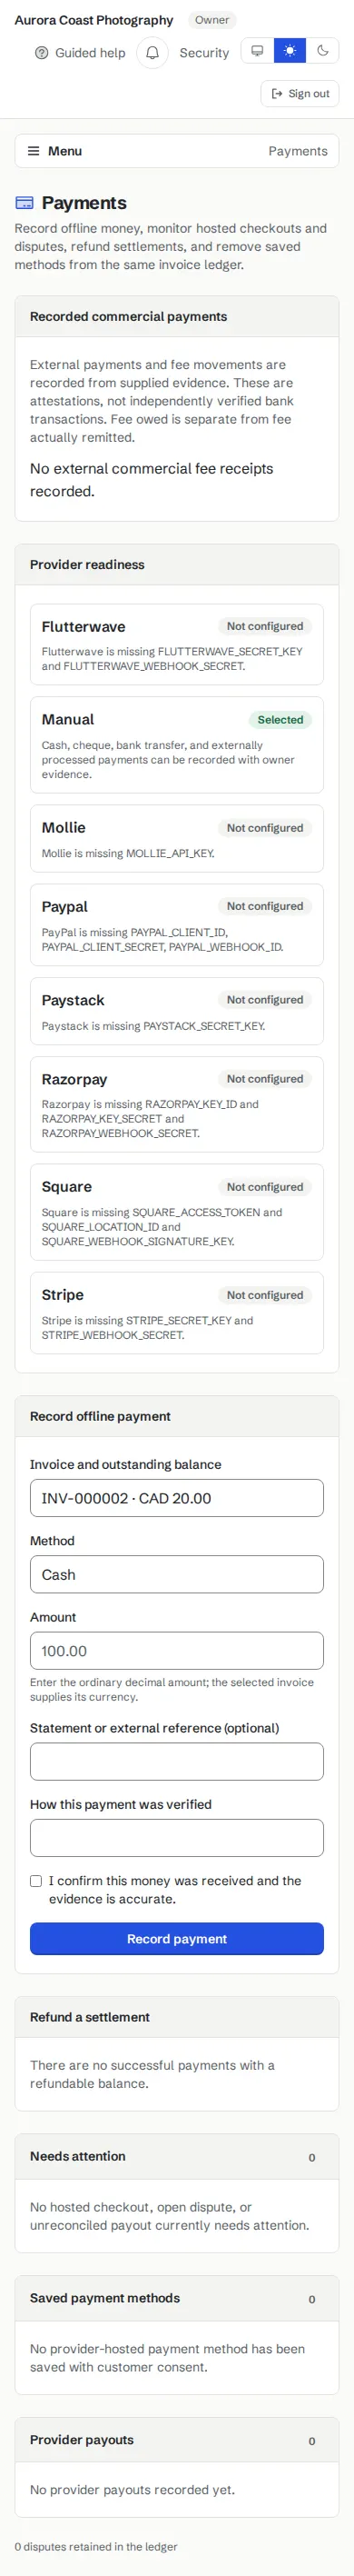 Aurora Coast Photography Owner
Guided help Security
Sign out
Menu Payments
Payments
Record offline money, monitor hosted checkouts and
disputes, refund settlements, and remove saved
methods from the same invoice ledger.
Recorded commercial payments
External payments and fee movements are
recorded from supplied evidence. These are
attestations, not independently verified bank
transactions. Fee owed is separate from fee
actually remitted.
No external commercial fee receipts
recorded.
Provider readiness
Flutterwave Not configured
Flutterwave is missing FLUTTERWAVE_SECRET_KEY
and FLUTTERWAVE_WEBHOOK_SECRET.
Manual Selected
Cash, cheque, bank transfer, and externally
processed payments can be recorded with owner
evidence.
Mollie Not configured
Mollie is missing MOLLIE_API_KEY.
Paypal Not configured
PayPal is missing PAYPAL_CLIENT_ID,
PAYPAL_CLIENT_SECRET, PAYPAL_WEBHOOK_ID.
Paystack Not configured
Paystack is missing PAYSTACK_SECRET_KEY.
Razorpay Not configured
Razorpay is missing RAZORPAY_KEY_ID and
RAZORPAY_KEY_SECRET and
RAZORPAY_WEBHOOK_SECRET.
Square Not configured
Square is missing SQUARE_ACCESS_TOKEN and
SQUARE_LOCATION_ID and
SQUARE_WEBHOOK_SIGNATURE_KEY.
Stripe Not configured
Stripe is missing STRIPE_SECRET_KEY and
STRIPE_WEBHOOK_SECRET.
Record offline payment
Invoice and outstanding balance
INV-000002 · CAD 20.00
Method
Cash
Amount
100.00
Enter the ordinary decimal amount; the selected invoice
supplies its currency.
Statement or external reference (optional)
How this payment was verified
I confirm this money was received and the
evidence is accurate.
Record payment
Refund a settlement
There are no successful payments with a
refundable balance.
Needs attention 0
No hosted checkout, open dispute, or
unreconciled payout currently needs attention.
Saved payment methods 0
No provider-hosted payment method has been
saved with customer consent.
Provider payouts 0
No provider payouts recorded yet.
0 disputes retained in the ledger